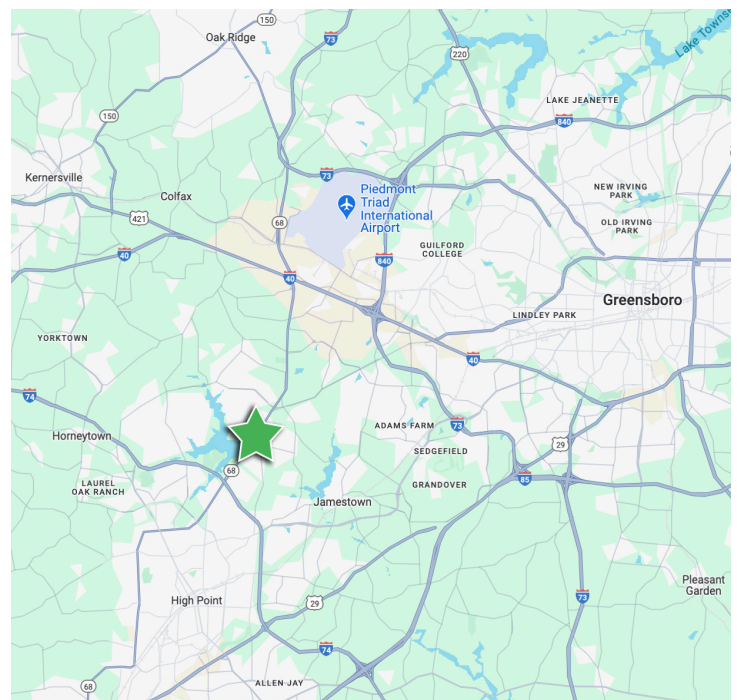 150
Oak Ridge
73
220
Lake Towns
LAKE JEANETTE
150
840
Kernersville
73
Colfax
Piedmont
Triad
International
Airport
NEW IRVING
PARK
421
68
OLD IRVING
PARK
GUILFORD
COLLEGE
40
840
40
Greensboro
LINDLEY PARK
YORKTOWN
40
74
ADAMS FARM
73
Horneytown
29
SEDGEFIELD
68
LAUREL
OAK RANCH
GRANDOVER
85
Jamestown
Pleasant
Garden
High Point
29
73
74
68
ALLEN JAY